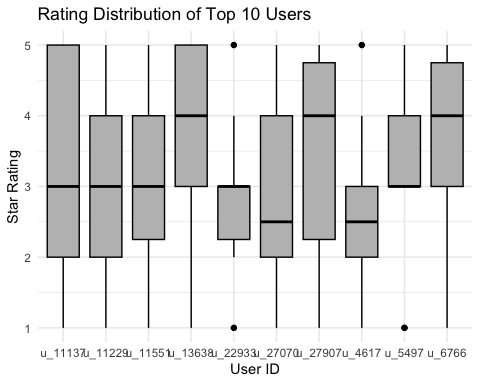 Rating Distribution of Top 10 Users
5
4
3
2
1
Star Rating
u_11137 u_11229 u_11551 u_13638 u_22933 u_27070 u_27907 u_4617 u_5497 u_6766
User ID